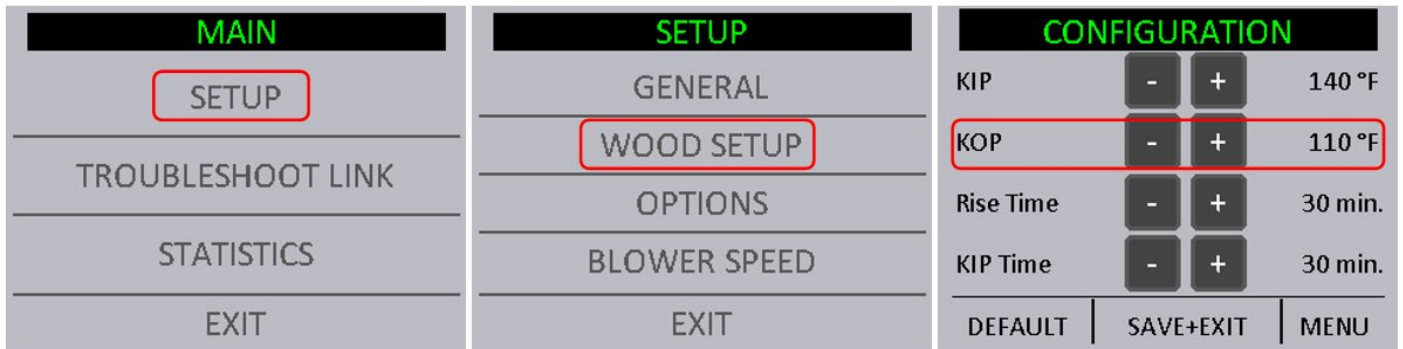 MAIN
SETUP
TROUBLESHOOT LINK
STATISTICS
EXIT
SETUP
GENERAL
WOOD SETUP
OPTIONS
BLOWER SPEED
EXIT
CONFIGURATION
KIP - + 140 °F
KOP - + 110 °F
Rise Time - + 30 min.
KIP Time - + 30 min.
DEFAULT SAVE+EXIT MENU